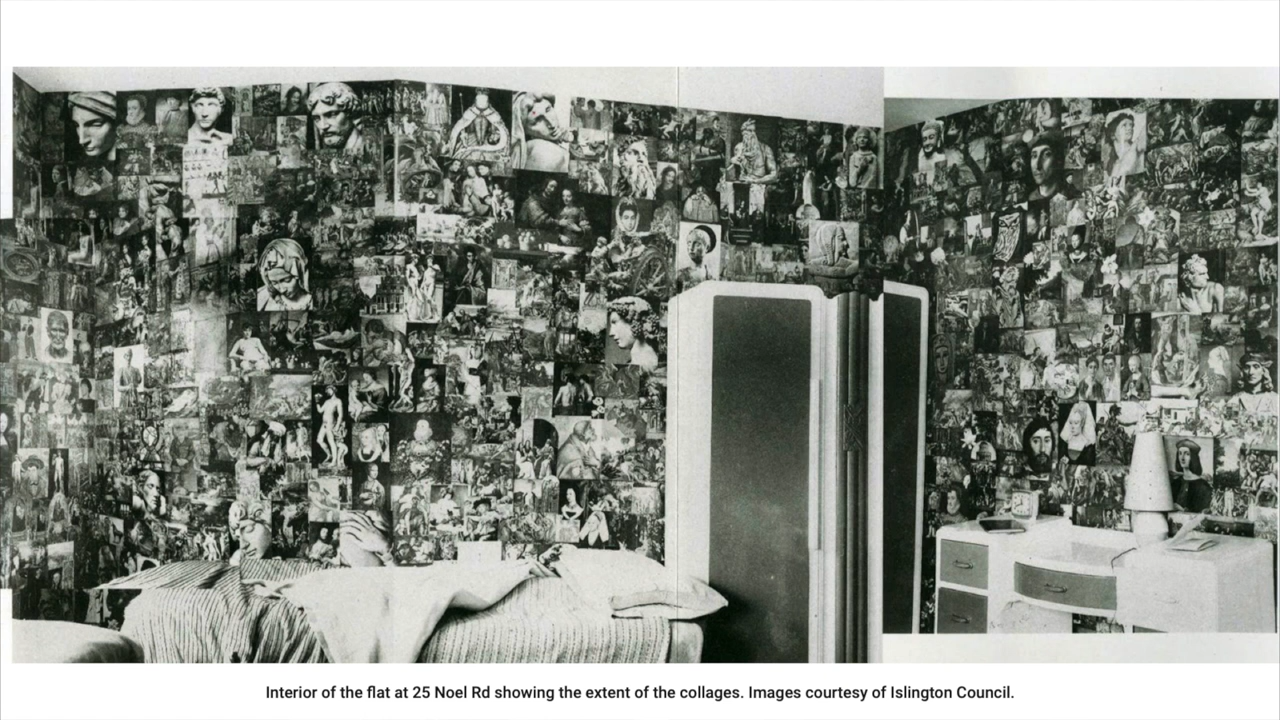 Interior of the flat at 25 Noel Rd showing the extent of the collages. Images courtesy of Islington Council.